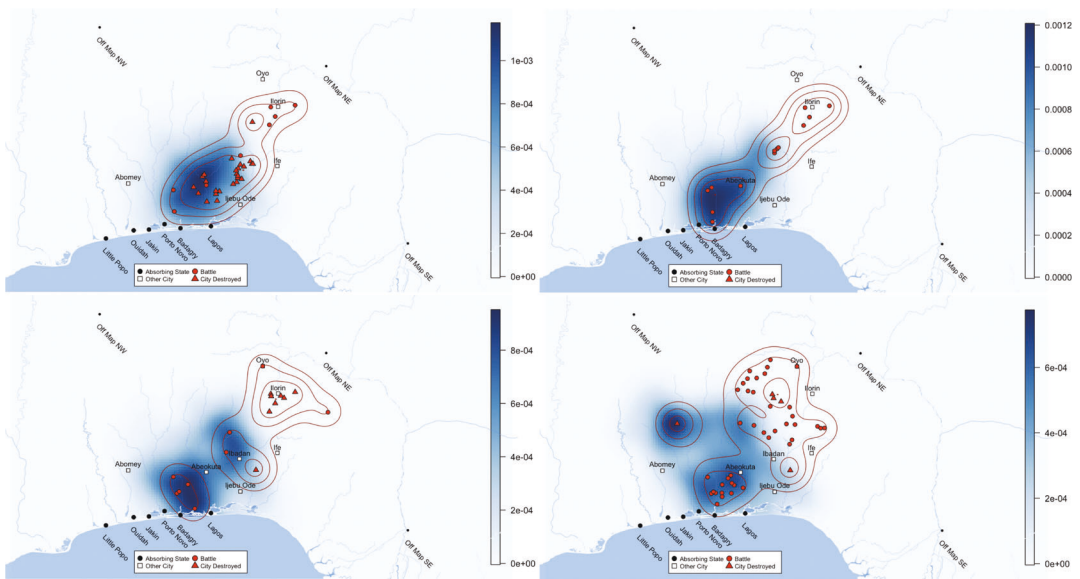 Off Map NW
Off Map NE
Oyo
Ilorin
Ife
Abomey
Ijebu Ode
Little Popo
Ouidah
Jakin
Porto Novo
Badagry
Lagos
Off Map SE
Absorbing State Battle
Other City City Destroyed
1e-03
8e-04
6e-04
4e-04
2e-04
0e+00
Off Map NW
Off Map NE
Oyo
Ilorin
Ife
Abomey
Abeokuta
Ijebu Ode
Little Popo
Ouidah
Jakin
Porto Novo
Badagry
Lagos
Off Map SE
Absorbing State Battle
Other City City Destroyed
0.0012
0.0010
0.0008
0.0006
0.0004
0.0002
0.0000
Off Map NW
Off Map NE
Oyo
Ilorin
Ife
Ibadan
Abomey
Abeokuta
Ijebu Ode
Little Popo
Ouidah
Jakin
Porto Novo
Badagry
Lagos
Off Map SE
Absorbing State Battle
Other City City Destroyed
8e-04
6e-04
4e-04
2e-04
0e+00
Off Map NW
Off Map NE
Oyo
Ilorin
Ibadan
Ife
Abomey
Abeokuta
Ijebu Ode
Little Popo
Ouidah
Jakin
Porto Novo
Badagry
Lagos
Off Map SE
Absorbing State Battle
Other City City Destroyed
6e-04
4e-04
2e-04
0e+00